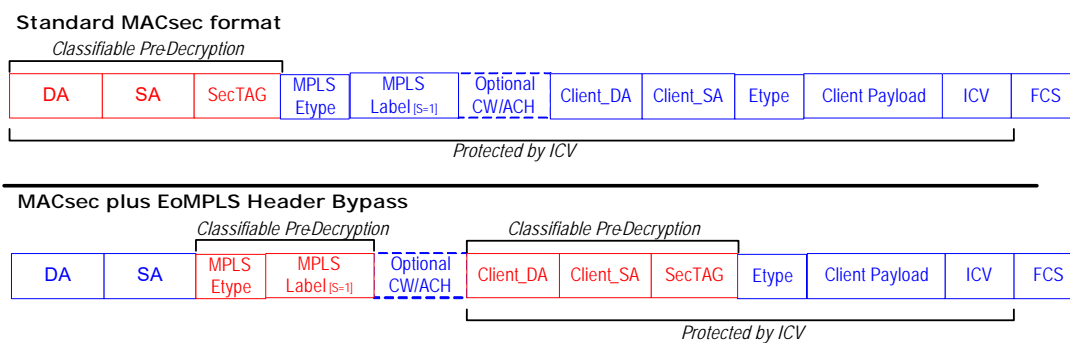 Standard MACsec format
Classifiable Pre-Decryption
DA SA SecTAG MPLS Etype MPLS Label [S=1] Optional CW/ACH Client_DA Client_SA Etype Client Payload ICV FCS
Protected by ICV
MACsec plus EoMPLS Header Bypass
Classifiable Pre-Decryption Classifiable Pre-Decryption
DA SA MPLS Etype MPLS Label [S=1] Optional CW/ACH Client_DA Client_SA SecTAG Etype Client Payload ICV FCS
Protected by ICV